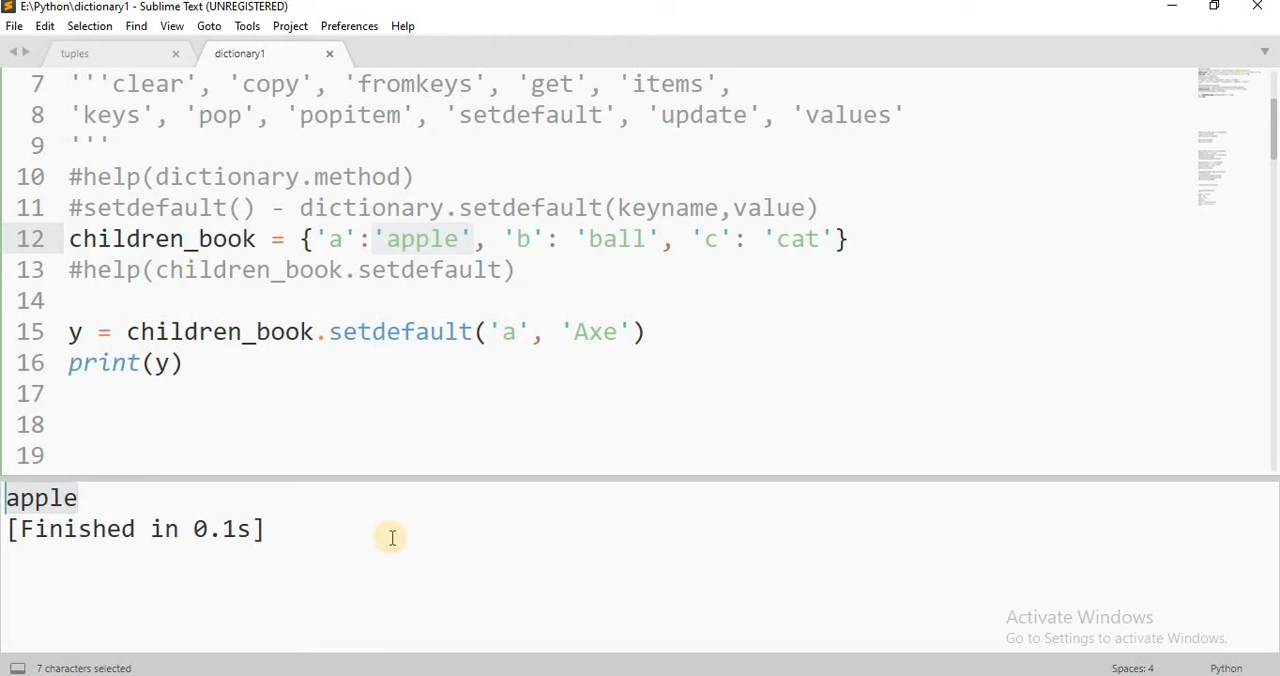 E:\Python\dictionary1 - Sublime Text (UNREGISTERED)
File Edit Selection Find View Goto Tools Project Preferences Help
tuples dictionary1
7 '''clear', 'copy', 'fromkeys', 'get', 'items',
8 'keys', 'pop', 'popitem', 'setdefault', 'update', 'values'
9 '''
10 #help(dictionary.method)
11 #setdefault() - dictionary.setdefault(keyname,value)
12 children_book = {'a':'apple', 'b': 'ball', 'c': 'cat'}
13 #help(children_book.setdefault)
14
15 y = children_book.setdefault('a', 'Axe')
16 print(y)
17
18
19
apple
[Finished in 0.1s]
Activate Windows
Go to Settings to activate Windows.
7 characters selected Spaces: 4 Python